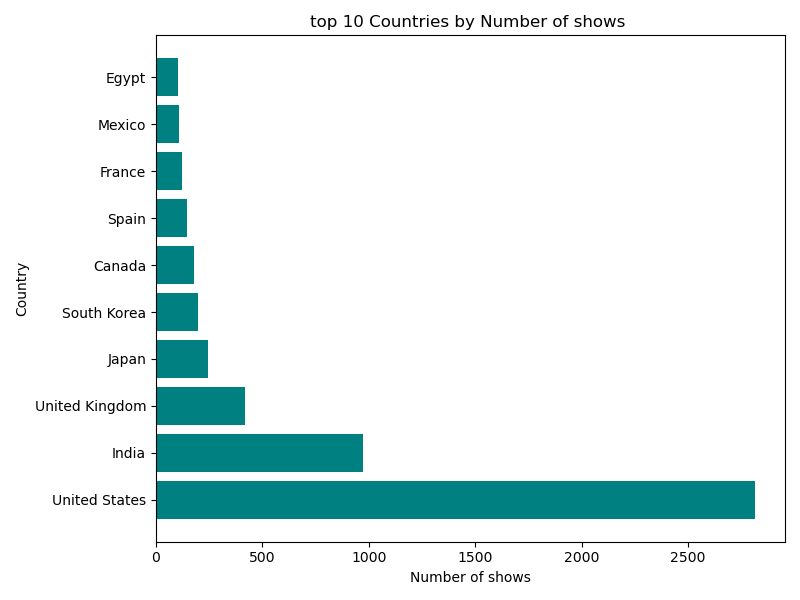 top 10 Countries by Number of shows
Egypt
Mexico
France
Spain
Canada
South Korea
Japan
United Kingdom
India
United States
Country
0 500 1000 1500 2000 2500
Number of shows